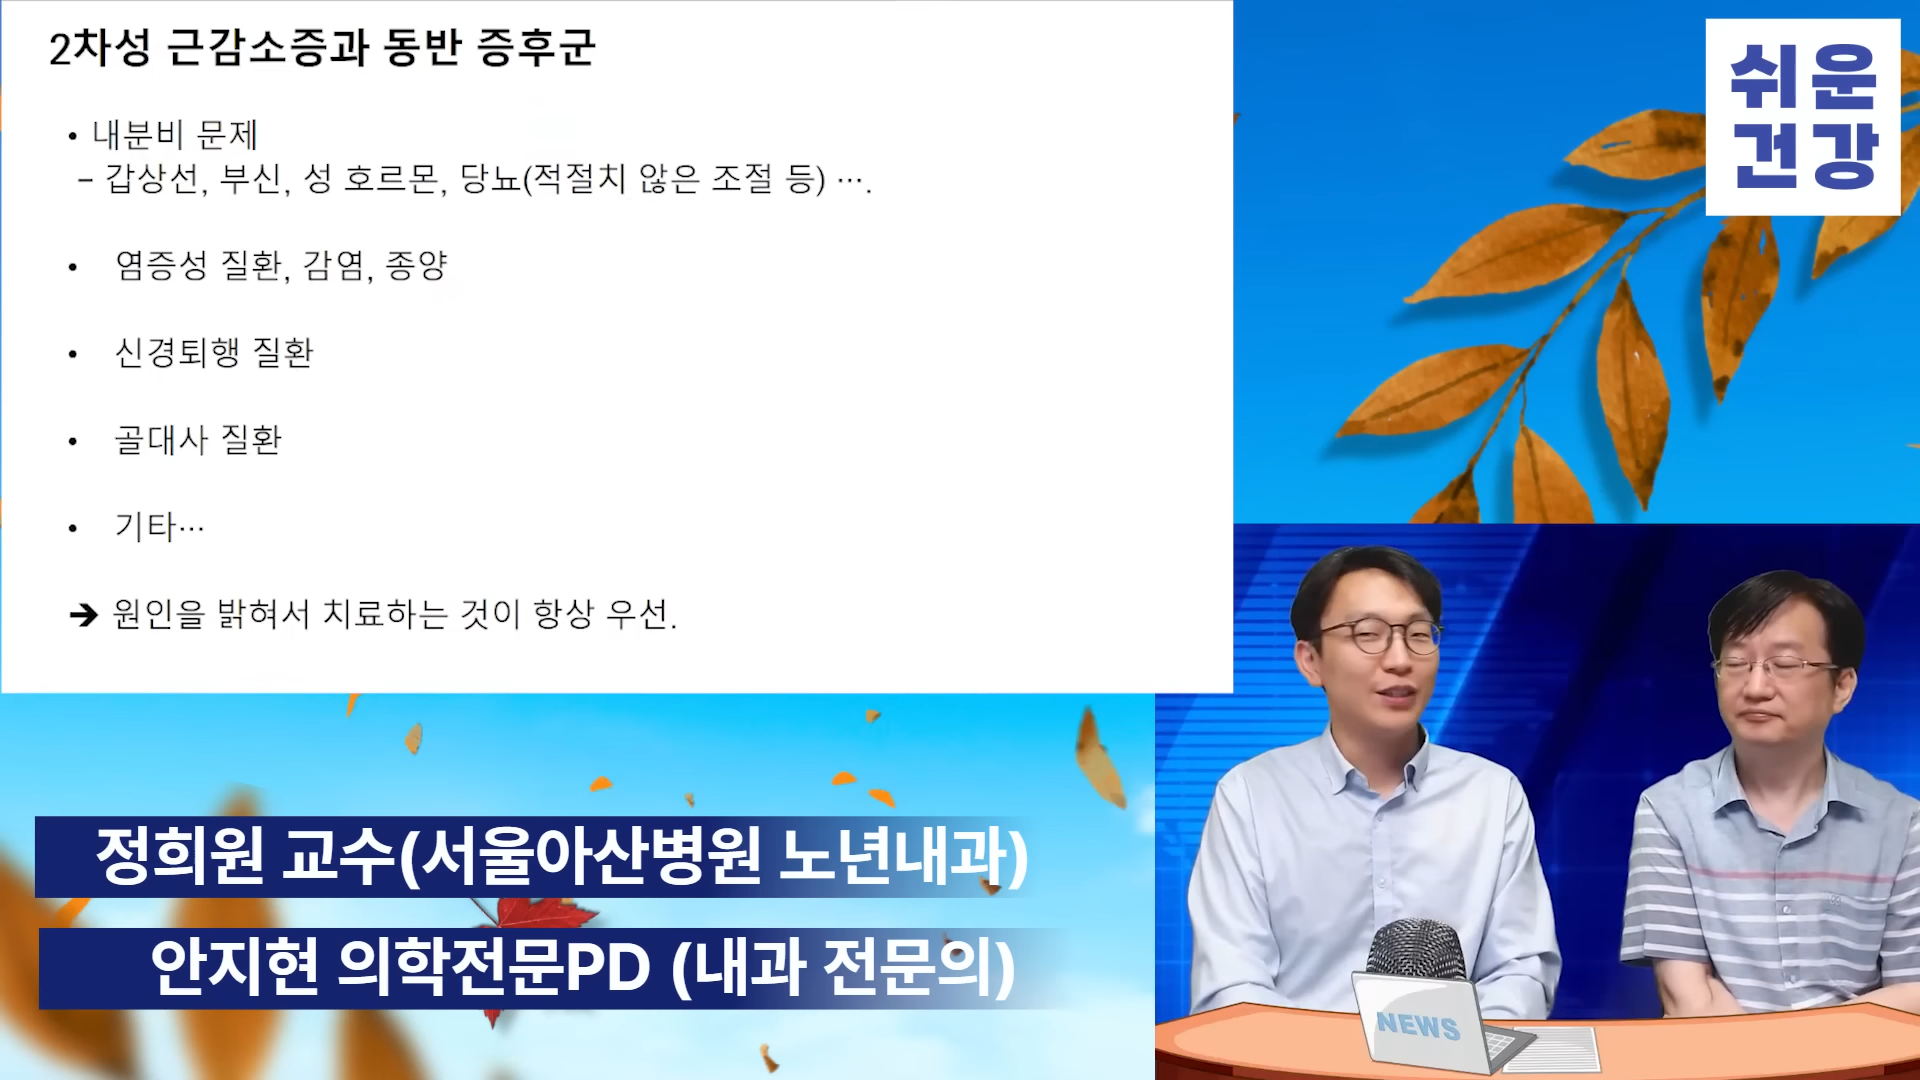 2차성 근감소증과 동반 증후군
• 내분비 문제
– 갑상선, 부신, 성 호르몬, 당뇨(적절치 않은 조절 등) ….
• 염증성 질환, 감염, 종양
• 신경퇴행 질환
• 골대사 질환
• 기타…
➔ 원인을 밝혀서 치료하는 것이 항상 우선.
쉬운
건강
정희원 교수(서울아산병원 노년내과)
안지현 의학전문PD (내과 전문의)
NEWS